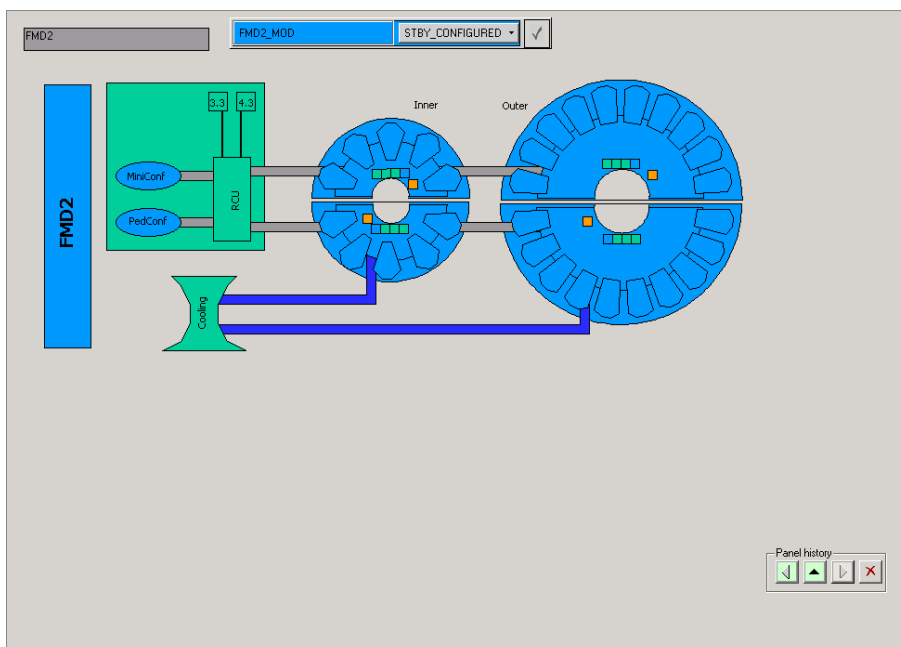 FMD2
FMD2_MOD
STBY_CONFIGURED
3.3
4.3
Inner
Outer
MiniConf
RCU
PedConf
FMD2
Cooling
Panel history